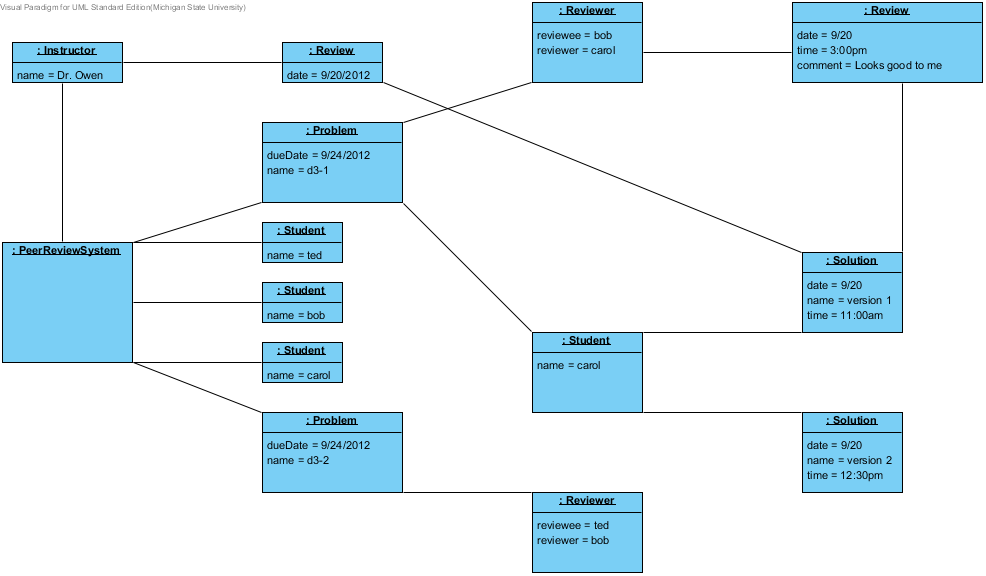 Visual Paradigm for UML Standard Edition(Michigan State University)
: Reviewer
reviewee = bob
reviewer = carol
: Review
date = 9/20
time = 3:00pm
comment = Looks good to me
: Instructor
name = Dr. Owen
: Review
date = 9/20/2012
: Problem
dueDate = 9/24/2012
name = d3-1
: PeerReviewSystem
: Student
name = ted
: Student
name = bob
: Student
name = carol
: Solution
date = 9/20
name = version 1
time = 11:00am
: Student
name = carol
: Problem
dueDate = 9/24/2012
name = d3-2
: Solution
date = 9/20
name = version 2
time = 12:30pm
: Reviewer
reviewee = ted
reviewer = bob